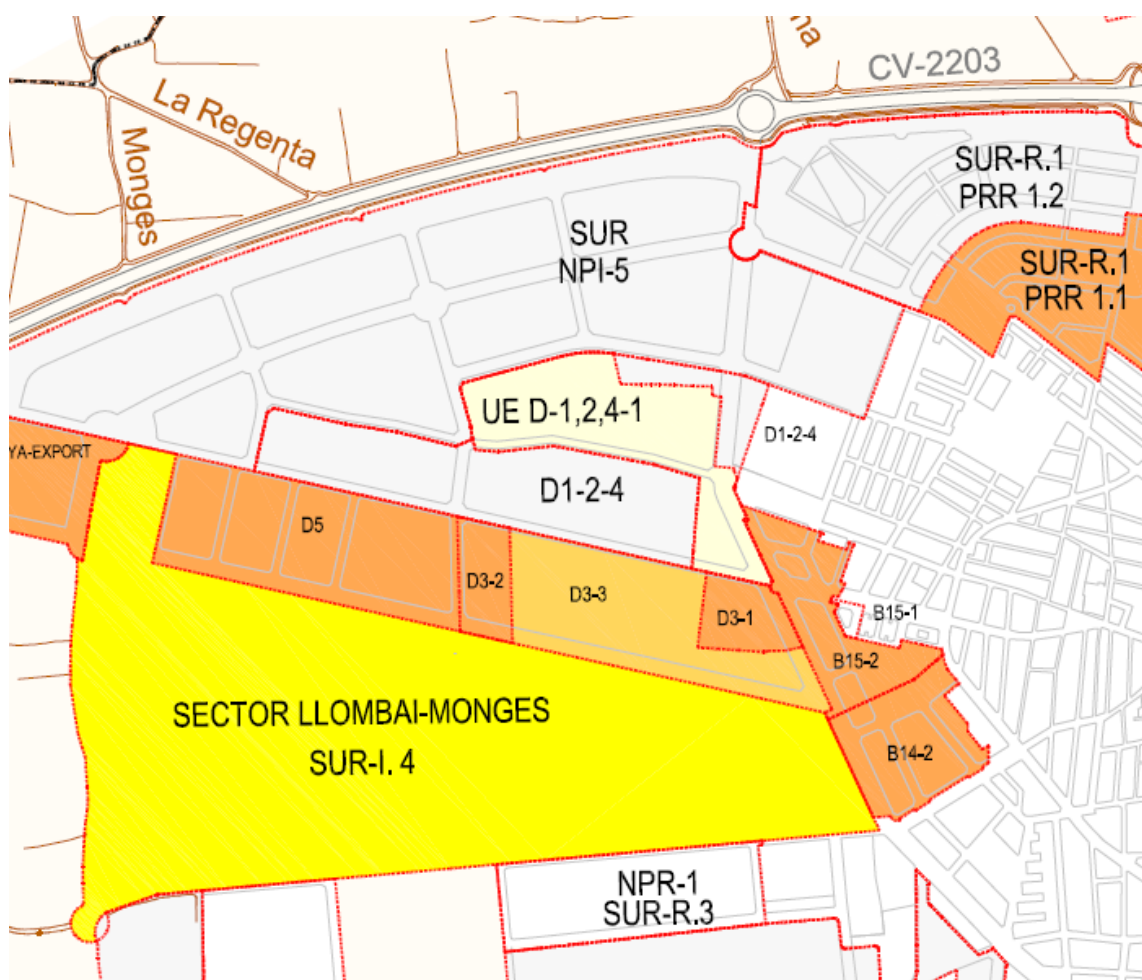 na
CV-2203
La Regenta
Monges
SUR-R.1
PRR 1.2
SUR
NPI-5
SUR-R.1
PRR 1.1
UE D-1,2,4-1
D1-2-4
YA-EXPORT
D1-2-4
D5
D3-2
D3-3
D3-1
B15-1
B15-2
SECTOR LLOMBAI-MONGES
SUR-I. 4
B14-2
NPR-1
SUR-R.3